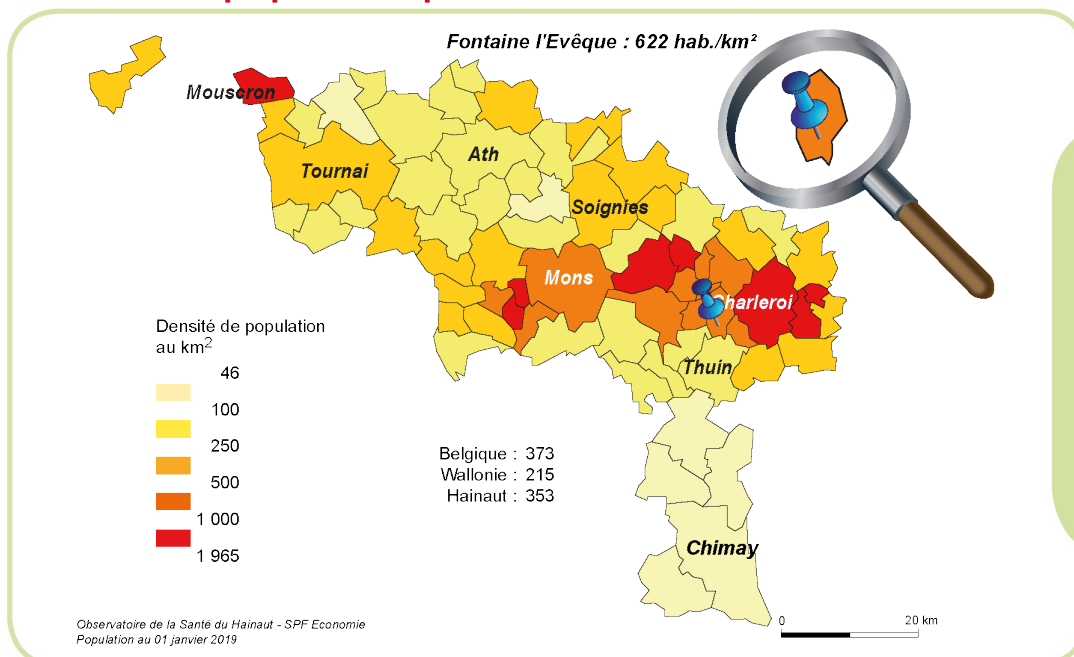 Fontaine l'Evêque : 622 hab./km²
Mouscron
Ath
Tournai
Soignies
Mons
Charleroi
Thuin
Chimay
Densité de population
au km2
46
100
250
500
1 000
1 965
Belgique : 373
Wallonie : 215
Hainaut : 353
Observatoire de la Santé du Hainaut - SPF Economie
Population au 01 janvier 2019
0 20 km